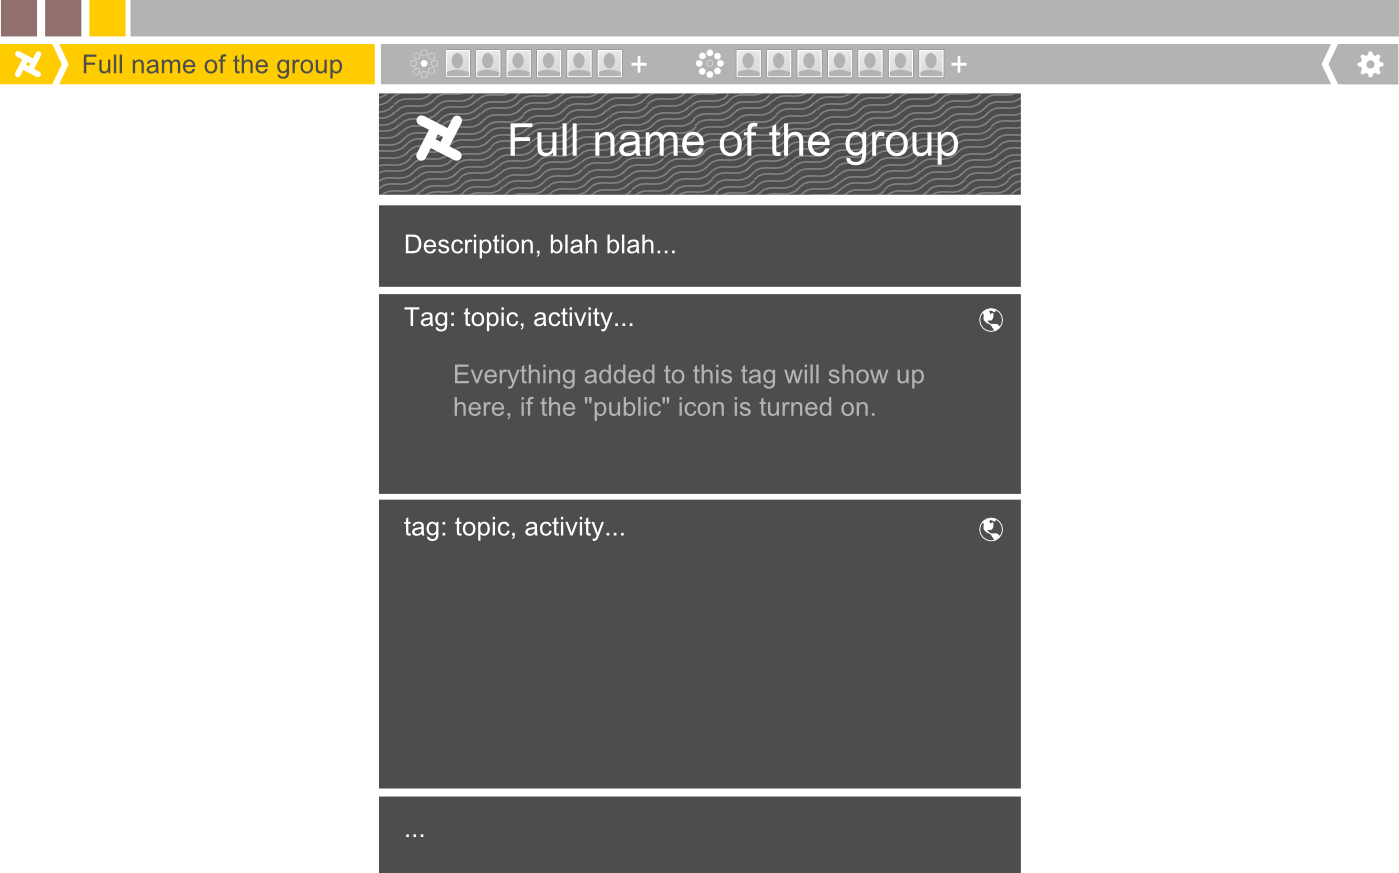 Full name of the group
Full name of the group
Description, blah blah...
Tag: topic, activity...
Everything added to this tag will show up
here, if the "public" icon is turned on.
tag: topic, activity...
...